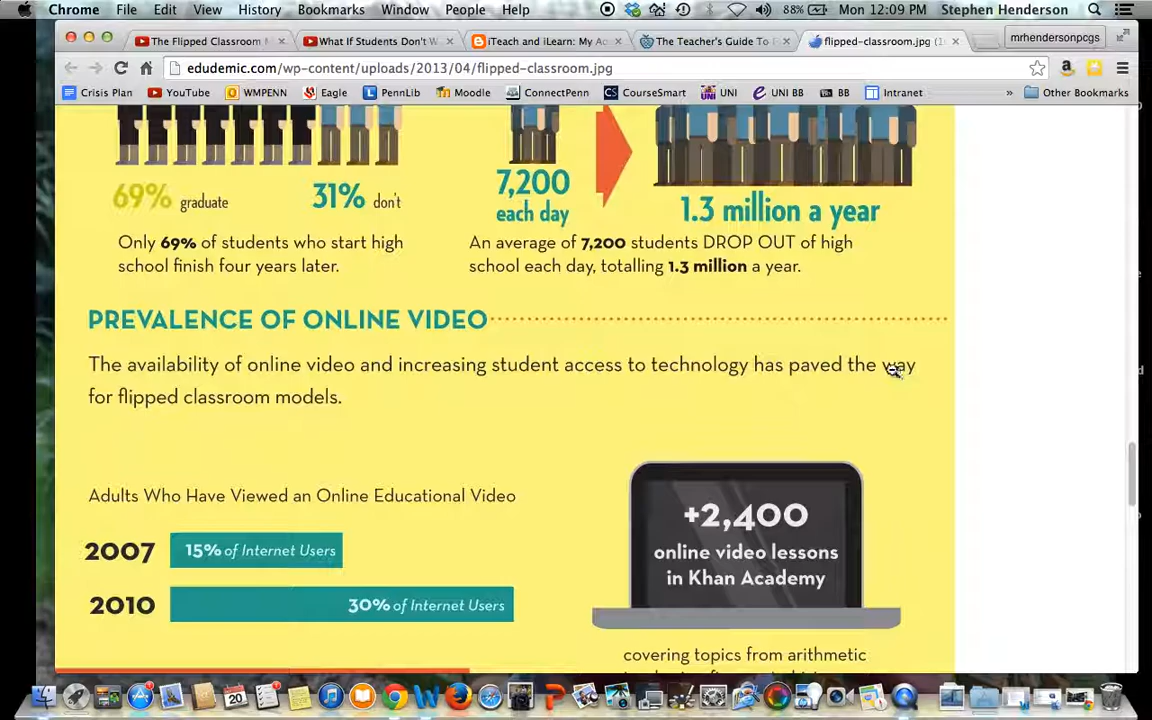 Chrome File Edit View History Bookmarks Window People Help 88% Mon 12:09 PM Stephen Henderson
The Flipped Classroom What If Students Don't W iTeach and iLearn: My A The Teacher's Guide To flipped-classroom.jpg mrhendersonpcgs
edudemic.com/wp-content/uploads/2013/04/flipped-classroom.jpg
Crisis Plan YouTube WMPENN Eagle PennLib Moodle ConnectPenn CourseSmart UNI UNI BB BB Intranet » Other Bookmarks
69% graduate 31% don't
7,200
each day
1.3 million a year
Only 69% of students who start high
school finish four years later.
An average of 7,200 students DROP OUT of high
school each day, totalling 1.3 million a year.
PREVALENCE OF ONLINE VIDEO
The availability of online video and increasing student access to technology has paved the way
for flipped classroom models.
Adults Who Have Viewed an Online Educational Video
2007 15% of Internet Users
2010 30% of Internet Users
+2,400
online video lessons
in Khan Academy
covering topics from arithmetic